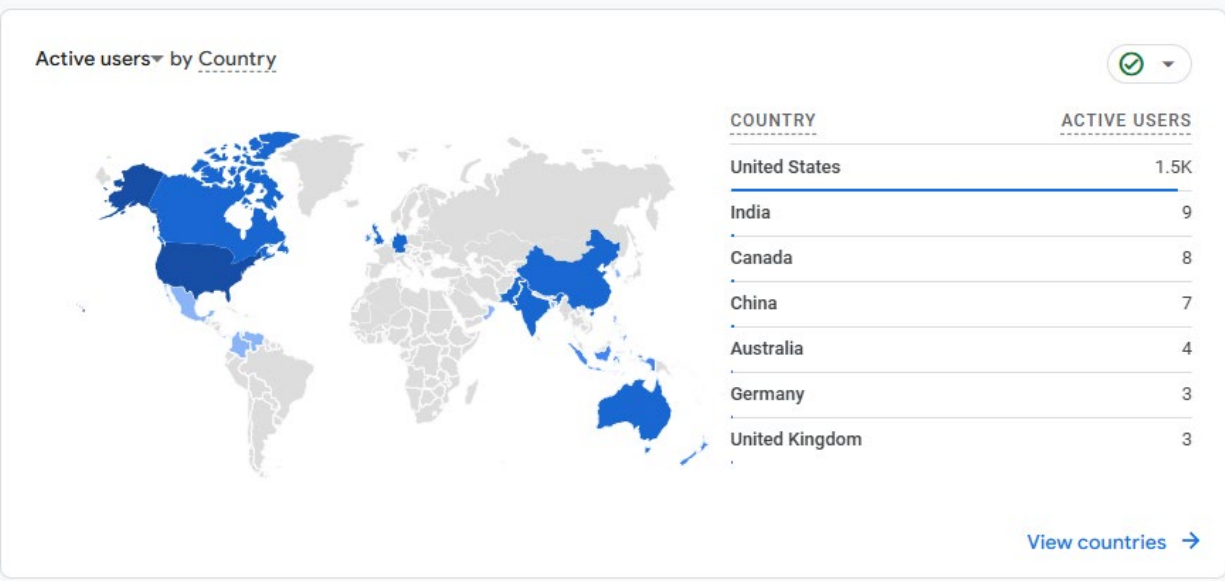 Active users by Country
COUNTRY ACTIVE USERS
United States 1.5K
India 9
Canada 8
China 7
Australia 4
Germany 3
United Kingdom 3
View countries